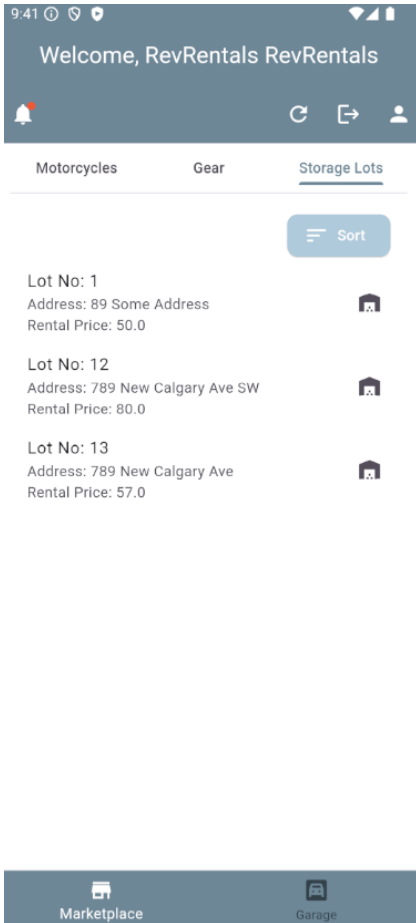 9:41
Welcome, RevRentals RevRentals
Motorcycles Gear Storage Lots
Sort
Lot No: 1
Address: 89 Some Address
Rental Price: 50.0
Lot No: 12
Address: 789 New Calgary Ave SW
Rental Price: 80.0
Lot No: 13
Address: 789 New Calgary Ave
Rental Price: 57.0
Marketplace Garage